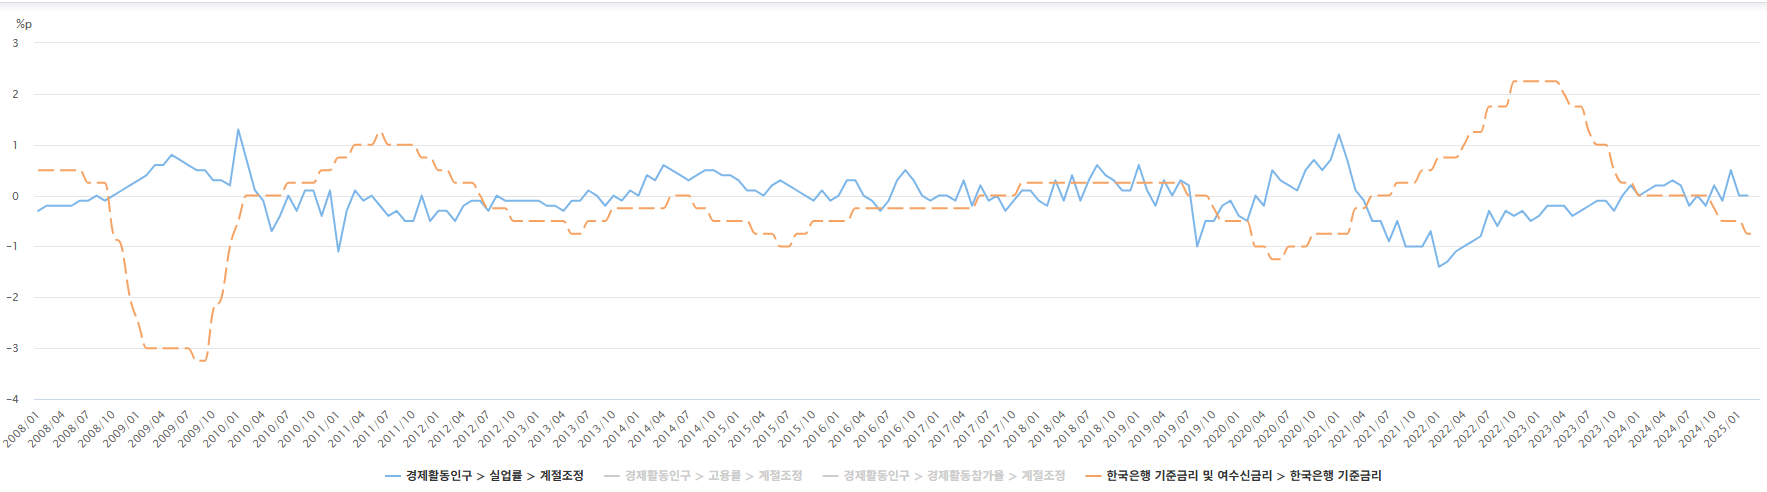 %p
3
2
1
0
-1
-2
-3
-4
2008/01 2008/04 2008/07 2008/10 2009/01 2009/04 2009/07 2009/10 2010/01 2010/04 2010/07 2010/10 2011/01 2011/04 2011/07 2011/10 2012/01 2012/04 2012/07 2012/10 2013/01 2013/04 2013/07 2013/10 2014/01 2014/04 2014/07 2014/10 2015/01 2015/04 2015/07 2015/10 2016/01 2016/04 2016/07 2016/10 2017/01 2017/04 2017/07 2017/10 2018/01 2018/04 2018/07 2018/10 2019/01 2019/04 2019/07 2019/10 2020/01 2020/04 2020/07 2020/10 2021/01 2021/04 2021/07 2021/10 2022/01 2022/04 2022/07 2022/10 2023/01 2023/04 2023/07 2023/10 2024/01 2024/04 2024/07 2024/10 2025/01
경제활동인구 > 실업률 > 계절조정 경제활동인구 > 고용률 > 계절조정 경제활동인구 > 경제활동참가율 > 계절조정 한국은행 기준금리 및 여수신금리 > 한국은행 기준금리